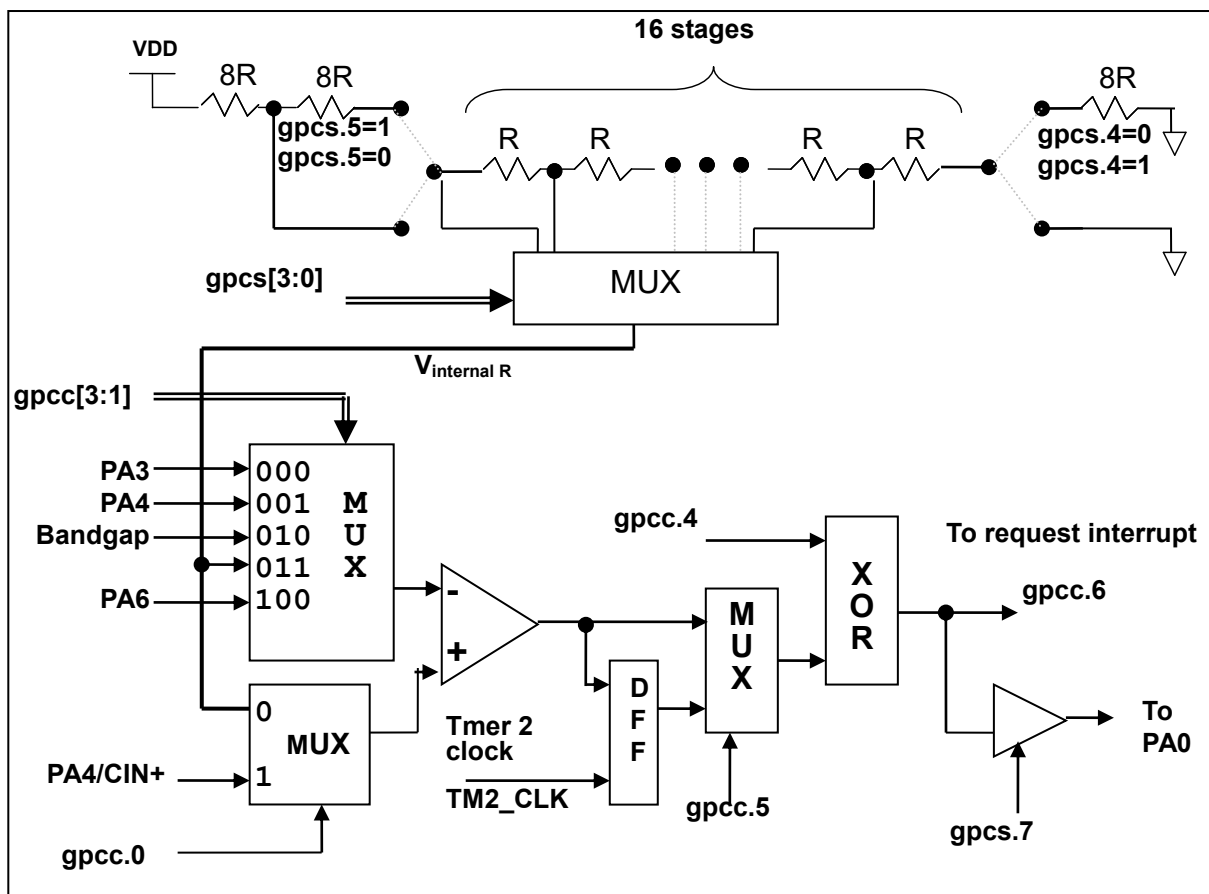 16 stages
VDD
8R
8R
8R
gpcs.5=1
gpcs.5=0
gpcs.4=0
gpcs.4=1
R
R
R
R
gpcs[3:0]
MUX
Vinternal R
gpcc[3:1]
PA3
000
PA4
001
Bandgap
010
011
PA6
100
M
U
X
-
+
gpcc.4
To request interrupt
X
O
R
gpcc.6
M
U
X
D
F
F
0
MUX
PA4/CIN+
1
Tmer 2
clock
TM2_CLK
gpcc.5
To
PA0
gpcs.7
gpcc.0